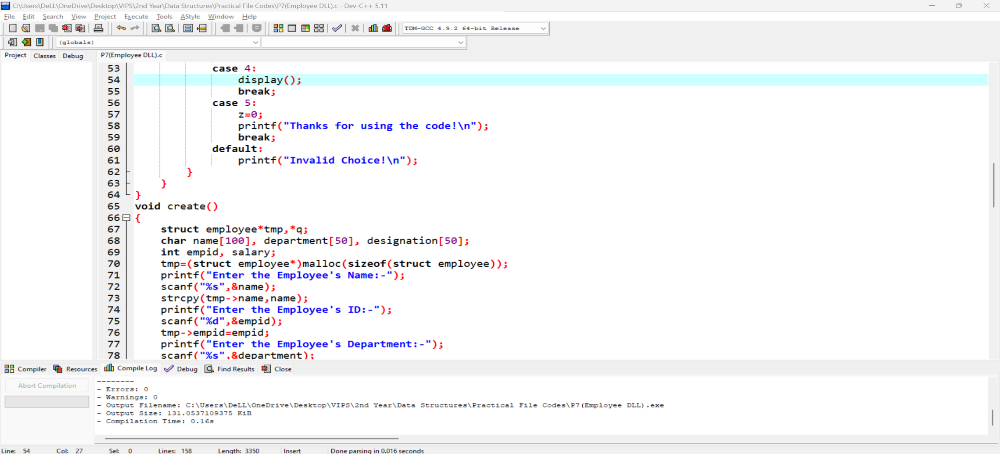 C:\Users\DeLL\OneDrive\Desktop\VIPS\2nd Year\Data Structures\Practical File Codes\P7(Employee DLL).c - Dev-C++ 5.11
File Edit Search View Project Execute Tools AStyle Window Help
TDM-GCC 4.9.2 64-bit Release
(globals)
Project Classes Debug P7(Employee DLL).c
53 case 4:
54 display();
55 break;
56 case 5:
57 z=0;
58 printf("Thanks for using the code!\n");
59 break;
60 default:
61 printf("Invalid Choice!\n");
62 }
63 }
64 }
65 void create()
66 {
67 struct employee*tmp,*q;
68 char name[100], department[50], designation[50];
69 int empid, salary;
70 tmp=(struct employee*)malloc(sizeof(struct employee));
71 printf("Enter the Employee's Name:-");
72 scanf("%s",&name);
73 strcpy(tmp->name,name);
74 printf("Enter the Employee's ID:-");
75 scanf("%d",&empid);
76 tmp->empid=empid;
77 printf("Enter the Employee's Department:-");
78 scanf("%s",&department);
Compiler Resources Compile Log Debug Find Results Close
Abort Compilation
--------
- Errors: 0
- Warnings: 0
- Output Filename: C:\Users\DeLL\OneDrive\Desktop\VIPS\2nd Year\Data Structures\Practical File Codes\P7(Employee DLL).exe
- Output Size: 131.0537109375 KiB
- Compilation Time: 0.16s
Line: 54 Col: 27 Sel: 0 Lines: 158 Length: 3350 Insert Done parsing in 0.016 seconds